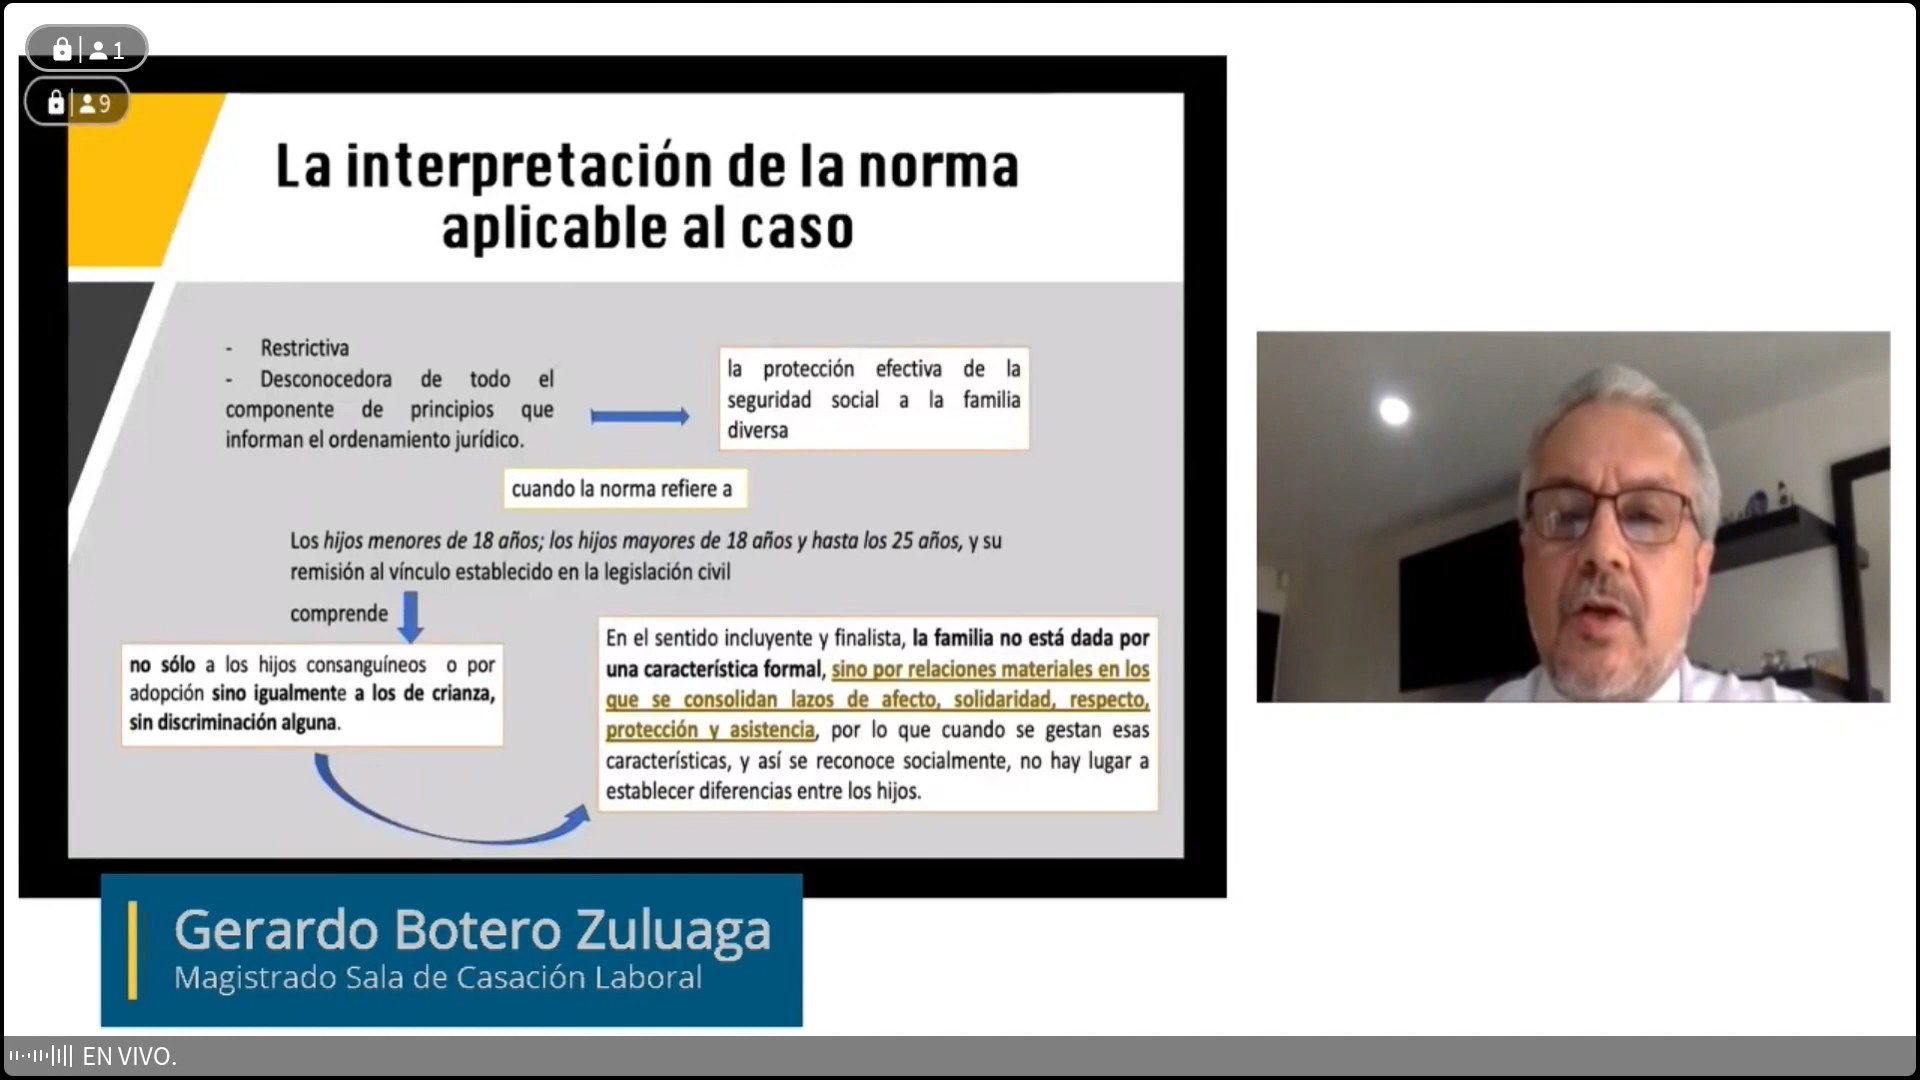 1
9
La interpretación de la norma
aplicable al caso
- Restrictiva
- Desconocedora de todo el
componente de principios que
informan el ordenamiento jurídico.
la protección efectiva de la
seguridad social a la familia
diversa
cuando la norma refiere a
Los hijos menores de 18 años; los hijos mayores de 18 años y hasta los 25 años, y su
remisión al vínculo establecido en la legislación civil
comprende
no sólo a los hijos consanguíneos o por
adopción sino igualmente a los de crianza,
sin discriminación alguna.
En el sentido incluyente y finalista, la familia no está dada por
una característica formal, sino por relaciones materiales en los
que se consolidan lazos de afecto, solidaridad, respecto,
protección y asistencia, por lo que cuando se gestan esas
características, y así se reconoce socialmente, no hay lugar a
establecer diferencias entre los hijos.
Gerardo Botero Zuluaga
Magistrado Sala de Casación Laboral
EN VIVO.